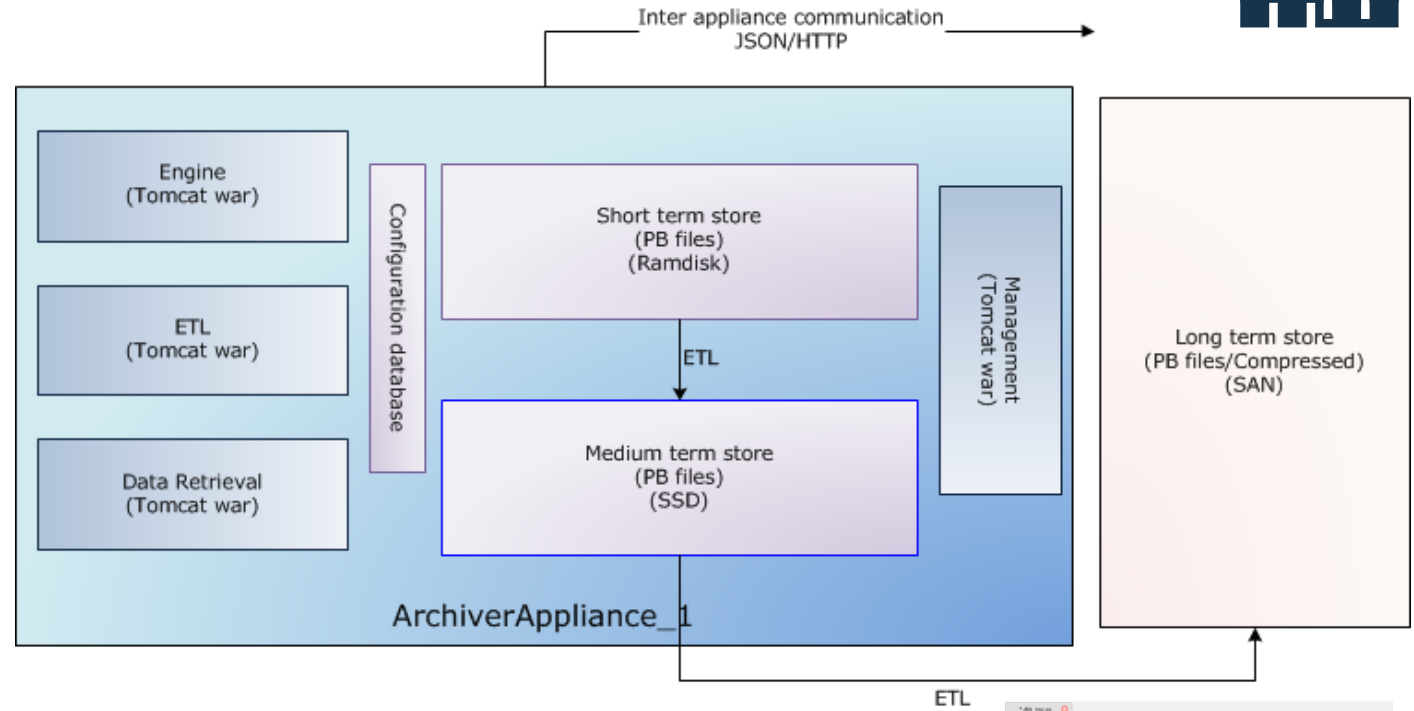 Inter appliance communication
JSON/HTTP
Engine
(Tomcat war)
ETL
(Tomcat war)
Data Retrieval
(Tomcat war)
Configuration database
Short term store
(PB files)
(Ramdisk)
ETL
Medium term store
(PB files)
(SSD)
Management
(Tomcat war)
ArchiverAppliance_1
Long term store
(PB files/Compressed)
(SAN)
ETL